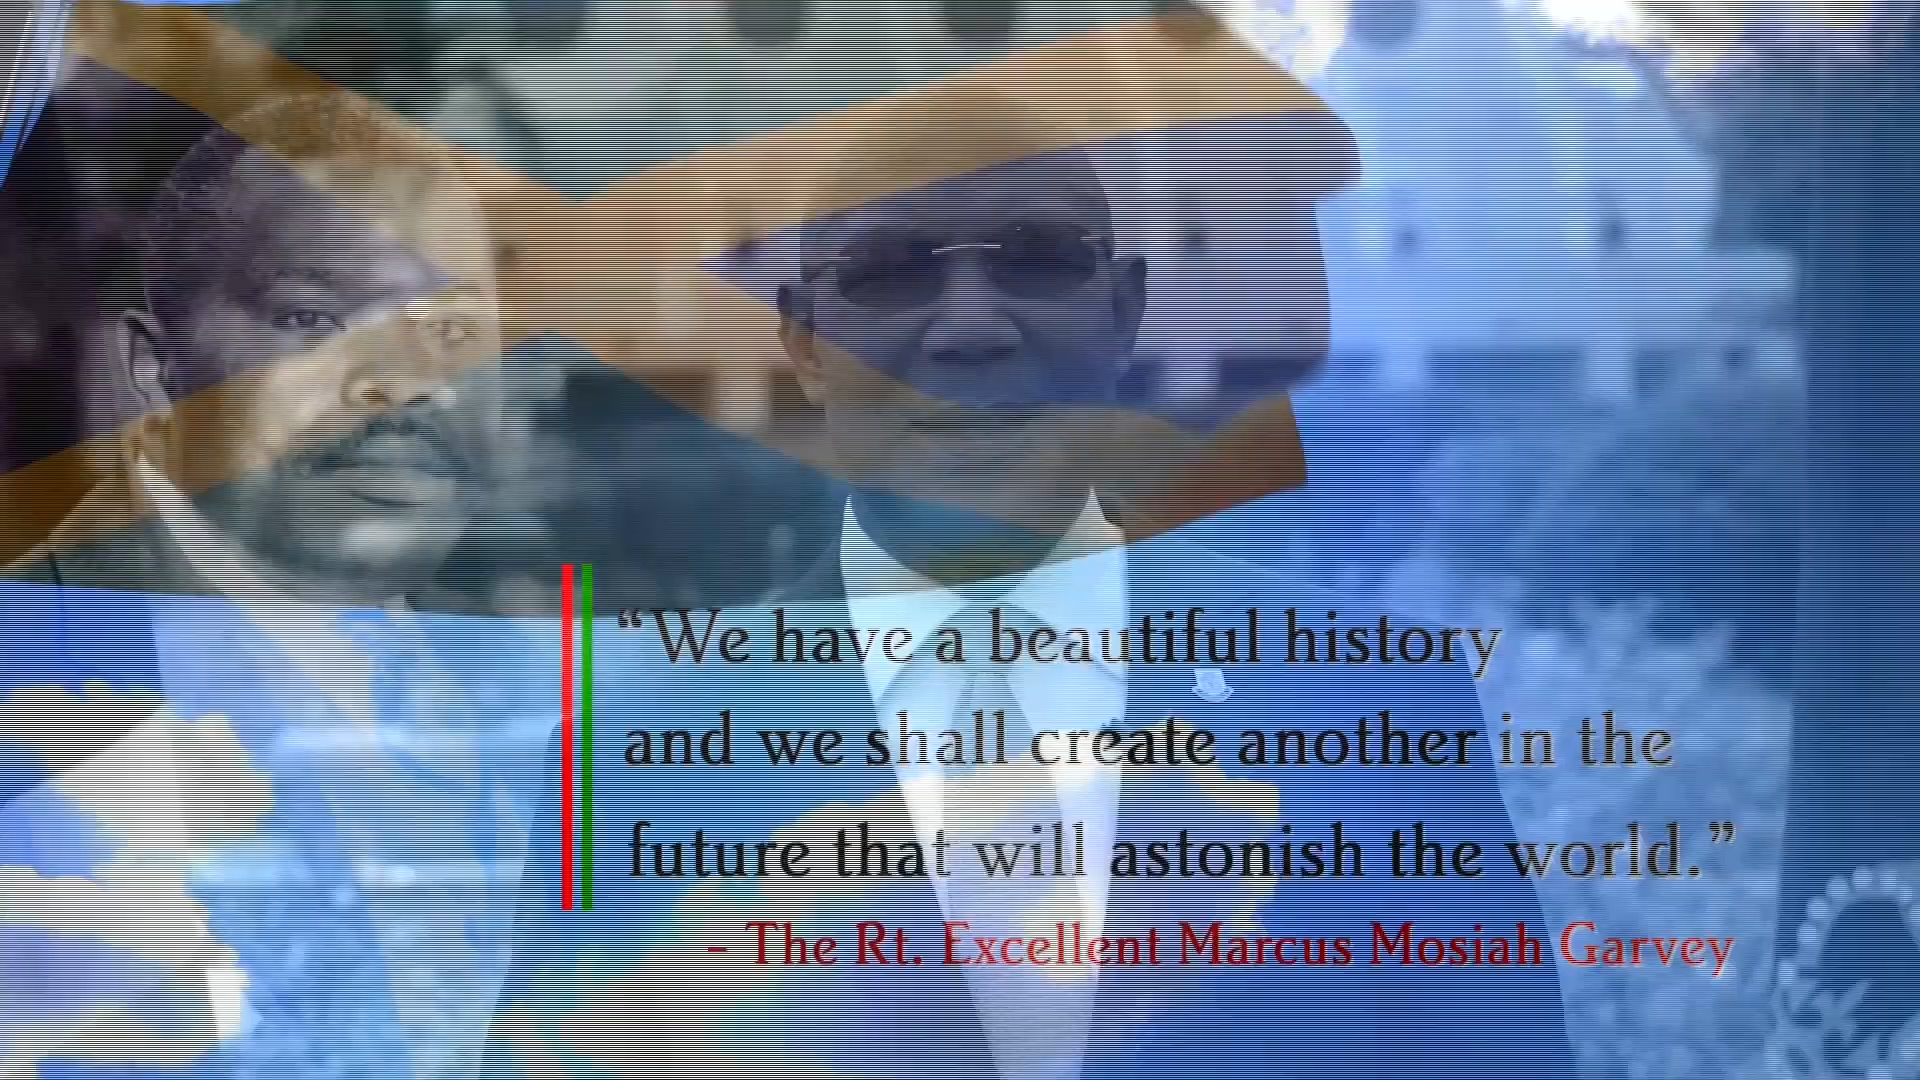 “We have a beautiful history
and we shall create another in the
future that will astonish the world.”
- The Rt. Excellent Marcus Mosiah Garvey